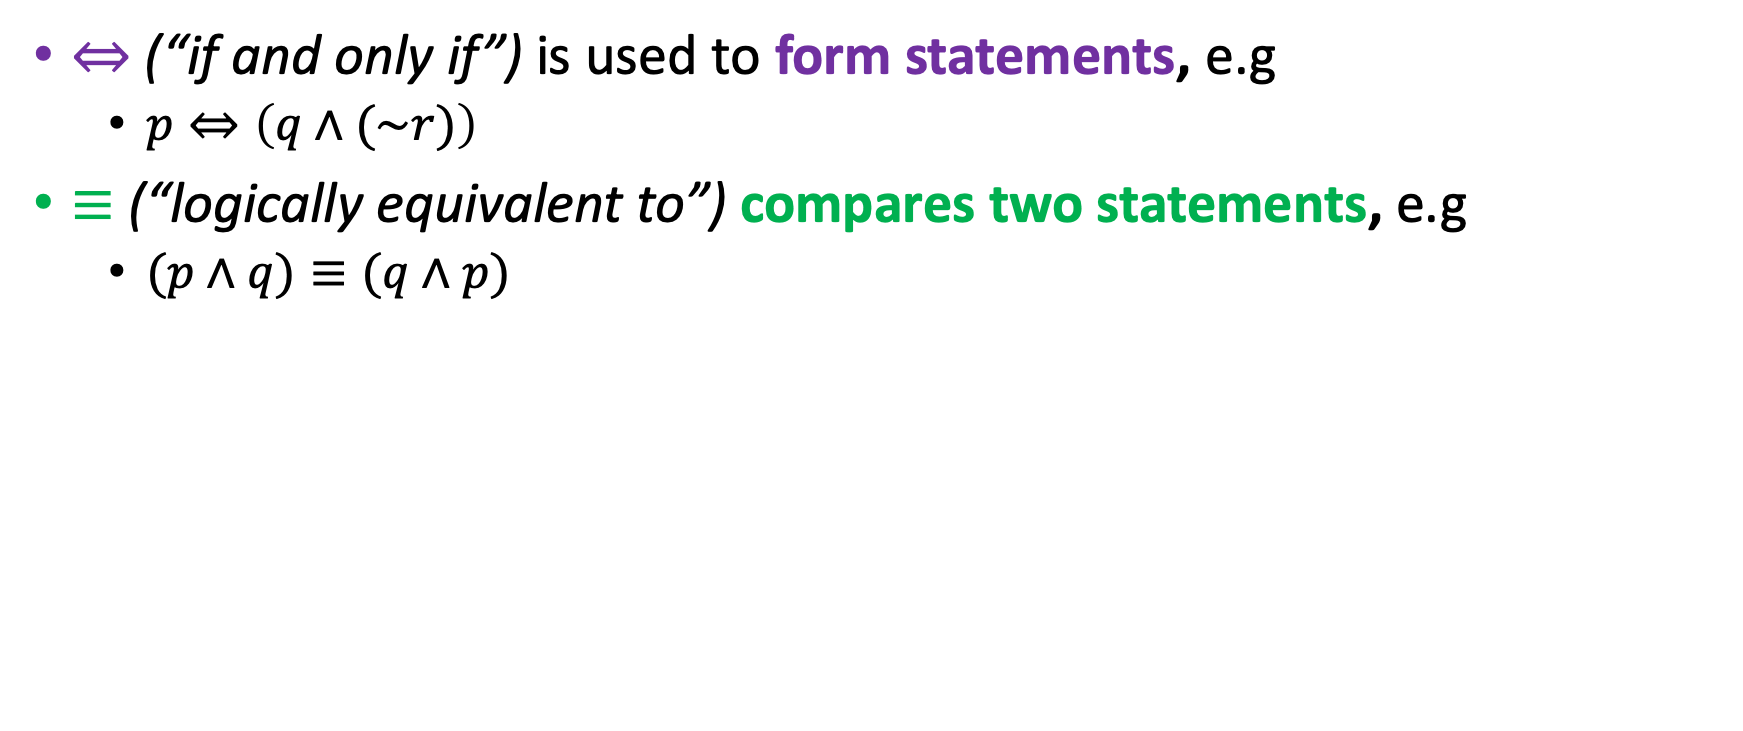 • ⇔ (“if and only if”) is used to form statements, e.g
• 𝑝 ⇔ (𝑞 ∧ (~𝑟))
• ≡ (“logically equivalent to”) compares two statements, e.g
• (𝑝 ∧ 𝑞) ≡ (𝑞 ∧ 𝑝)